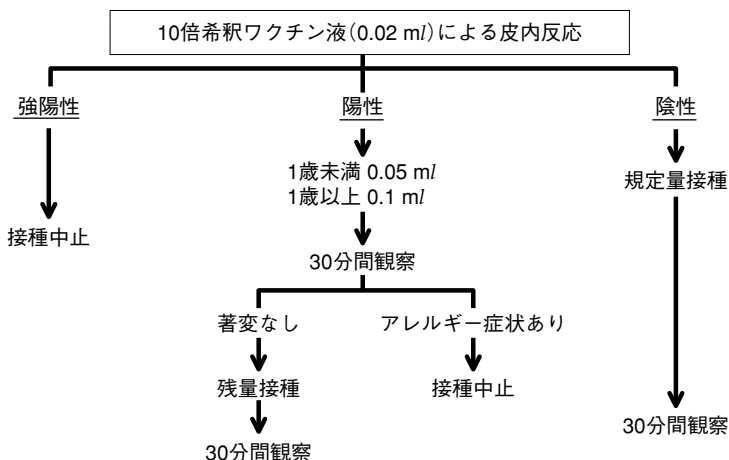 10倍希釈ワクチン液(0.02 ml)による皮内反応
強陽性
陽性
陰性
1歳未満 0.05 ml
1歳以上 0.1 ml
規定量接種
接種中止
30分間観察
著変なし
アレルギー症状あり
残量接種
接種中止
30分間観察
30分間観察